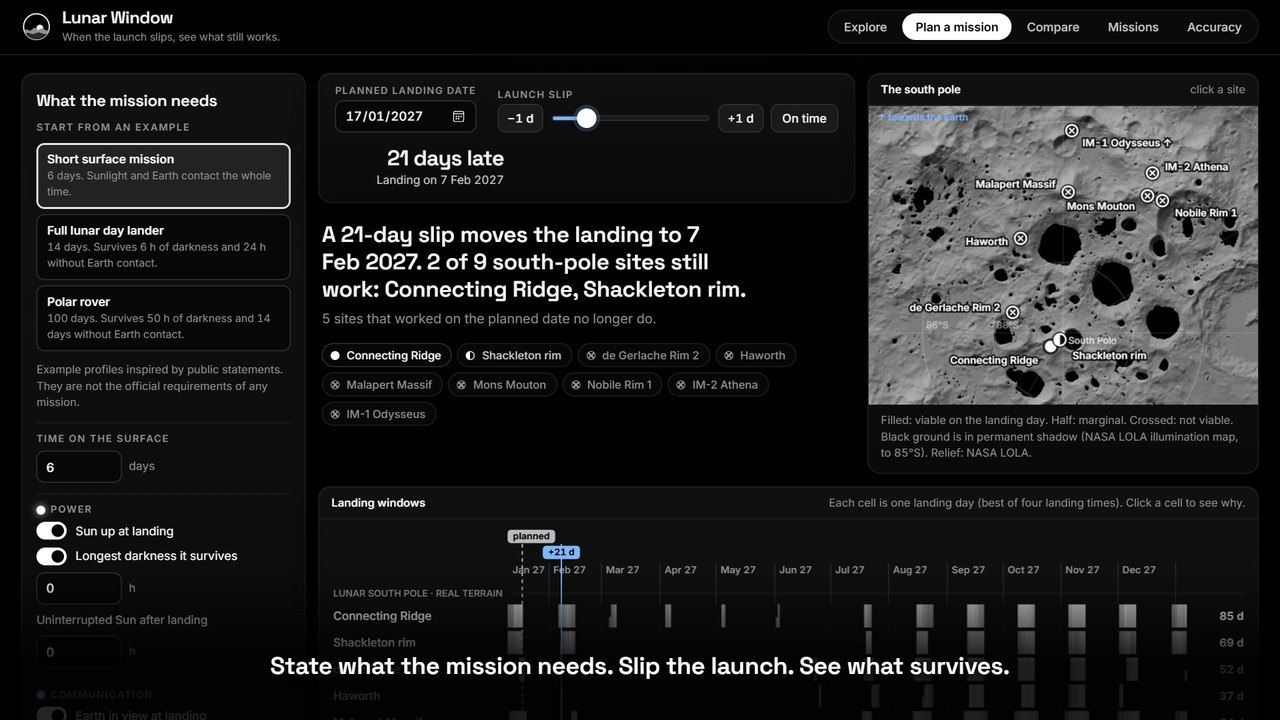 Lunar Window
When the launch slips, see what still works.
Explore
Plan a mission
Compare
Missions
Accuracy
What the mission needs
START FROM AN EXAMPLE
Short surface mission
6 days. Sunlight and Earth contact the whole
time.
Full lunar day lander
14 days. Survives 6 h of darkness and 24 h
without Earth contact.
Polar rover
100 days. Survives 50 h of darkness and 14
days without Earth contact.
Example profiles inspired by public statements.
They are not the official requirements of any
mission.
TIME ON THE SURFACE
6 days
POWER
Sun up at landing
Longest darkness it survives
0 h
Uninterrupted Sun after landing
0 h
COMMUNICATION
Earth in view at landing
PLANNED LANDING DATE
17/01/2027
LAUNCH SLIP
−1 d
+1 d
On time
21 days late
Landing on 7 Feb 2027
A 21-day slip moves the landing to 7
Feb 2027. 2 of 9 south-pole sites still
work: Connecting Ridge, Shackleton rim.
5 sites that worked on the planned date no longer do.
Connecting Ridge
Shackleton rim
de Gerlache Rim 2
Haworth
Malapert Massif
Mons Mouton
Nobile Rim 1
IM-2 Athena
IM-1 Odysseus
The south pole
click a site
↑ towards the Earth
IM-1 Odysseus ↑
IM-2 Athena
Malapert Massif
Mons Mouton
Nobile Rim 1
Haworth
de Gerlache Rim 2
86°S
88°S
South Pole
Connecting Ridge
Shackleton rim
Filled: viable on the landing day. Half: marginal. Crossed: not viable.
Black ground is in permanent shadow (NASA LOLA illumination map,
to 85°S). Relief: NASA LOLA.
Landing windows
Each cell is one landing day (best of four landing times). Click a cell to see why.
planned
+21 d
Jan 27
Feb 27
Mar 27
Apr 27
May 27
Jun 27
Jul 27
Aug 27
Sep 27
Oct 27
Nov 27
Dec 27
LUNAR SOUTH POLE · REAL TERRAIN
Connecting Ridge
85 d
Shackleton rim
69 d
52 d
Haworth
37 d
State what the mission needs. Slip the launch. See what survives.